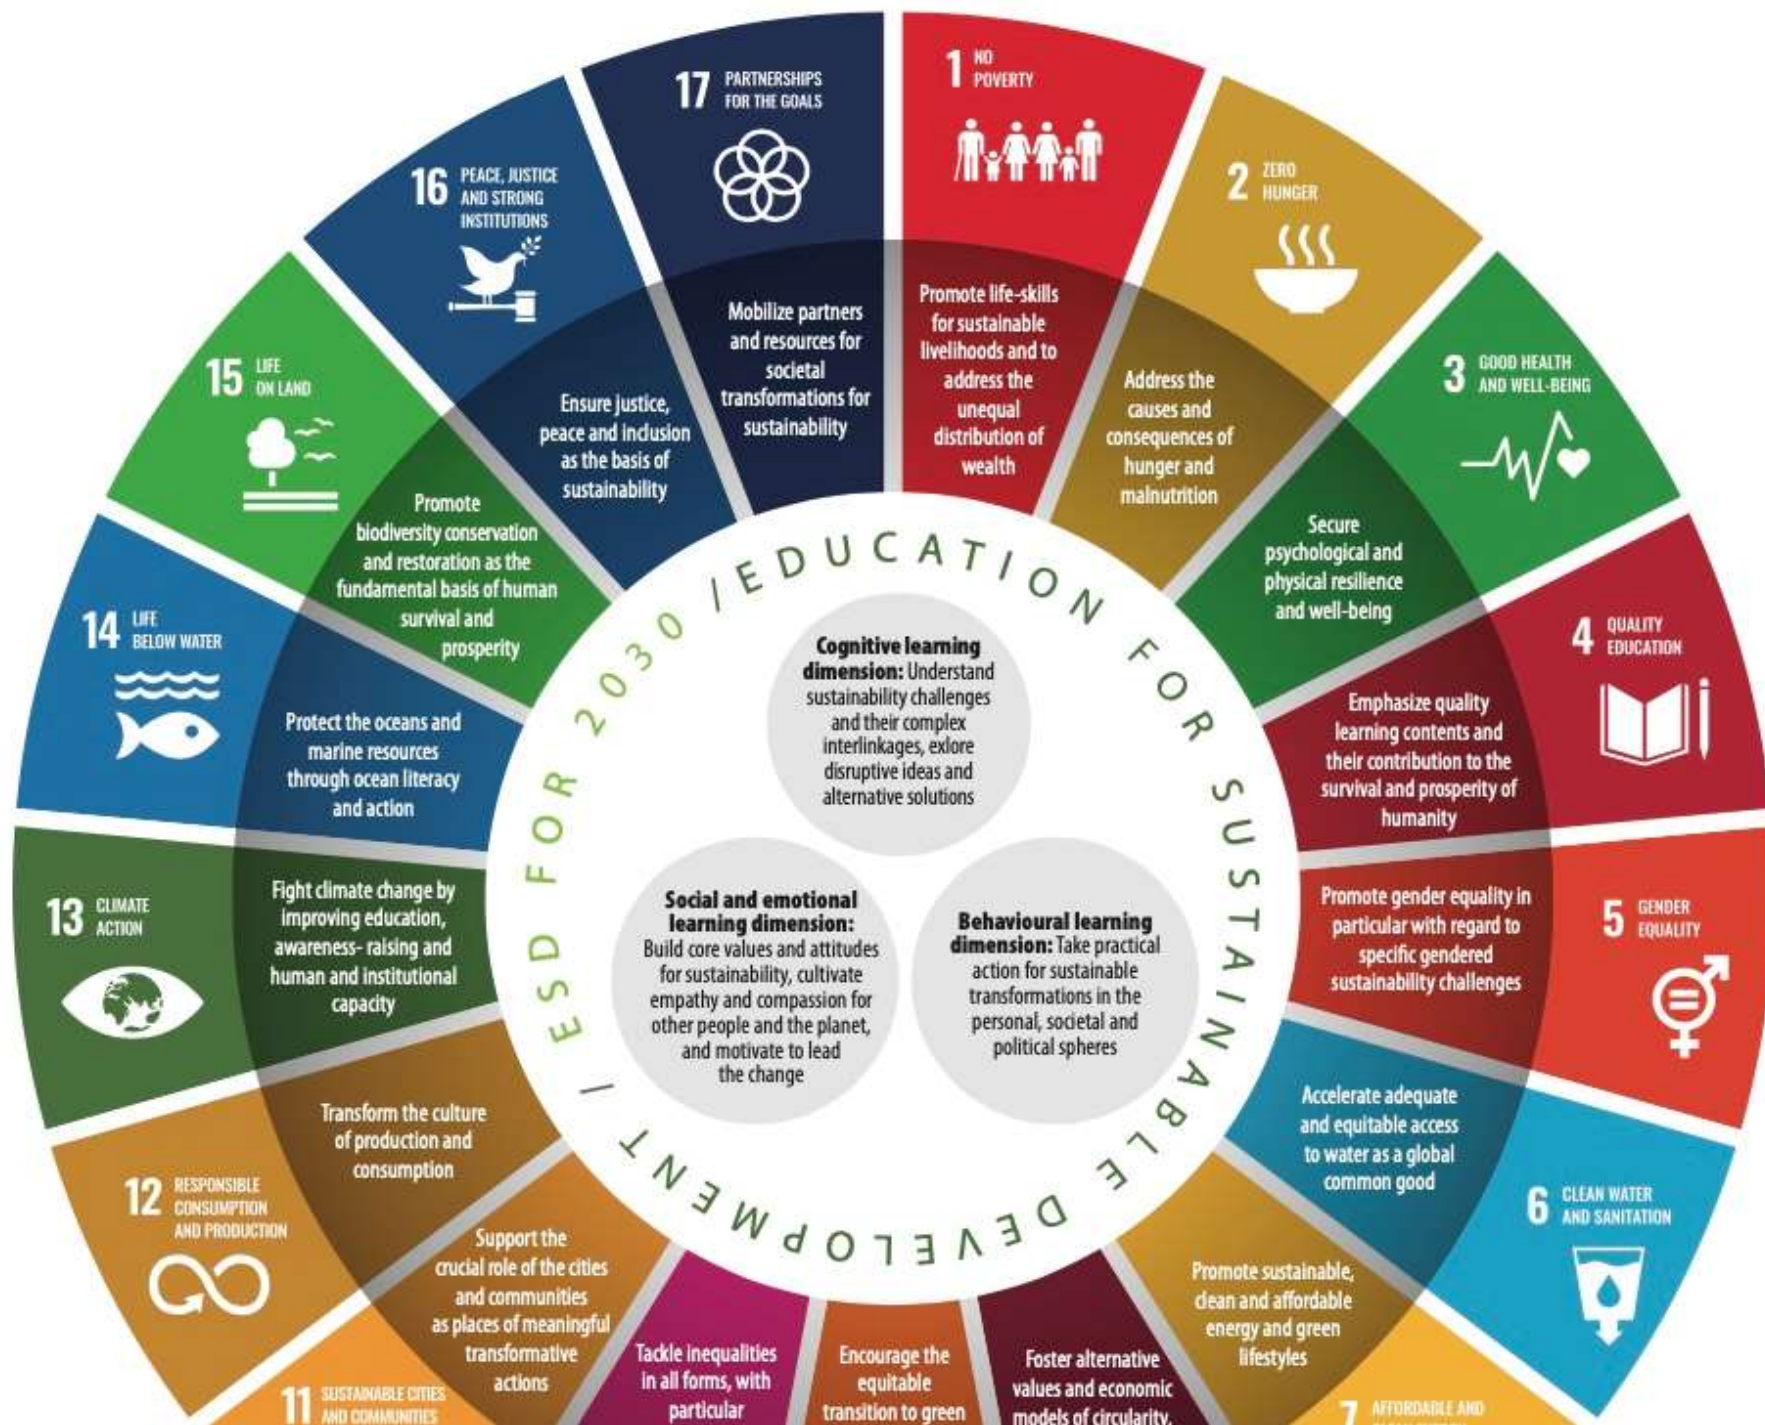 17 PARTNERSHIPS
FOR THE GOALS
Mobilize partners
and resources for
societal
transformations for
sustainability
1 NO
POVERTY
Promote life-skills
for sustainable
livelihoods and to
address the
unequal
distribution of
wealth
2 ZERO
HUNGER
Address the
causes and
consequences of
hunger and
malnutrition
3 GOOD HEALTH
AND WELL-BEING
Secure
psychological and
physical resilience
and well-being
4 QUALITY
EDUCATION
Emphasize quality
learning contents and
their contribution to the
survival and prosperity of
humanity
5 GENDER
EQUALITY
Promote gender equality in
particular with regard to
specific gendered
sustainability challenges
6 CLEAN WATER
AND SANITATION
Accelerate adequate
and equitable access
to water as a global
common good
7 AFFORDABLE AND
Promote sustainable,
clean and affordable
energy and green
lifestyles
Foster alternative
values and economic
models of circularity,
Encourage the
equitable
transition to green
Tackle inequalities
in all forms, with
particular
11 SUSTAINABLE CITIES
AND COMMUNITIES
Support the
crucial role of the cities
and communities
as places of meaningful
transformative
actions
12 RESPONSIBLE
CONSUMPTION
AND PRODUCTION
Transform the culture
of production and
consumption
13 CLIMATE
ACTION
Fight climate change by
improving education,
awareness- raising and
human and institutional
capacity
14 LIFE
BELOW WATER
Protect the oceans and
marine resources
through ocean literacy
and action
15 LIFE
ON LAND
Promote
biodiversity conservation
and restoration as the
fundamental basis of human
survival and
prosperity
16 PEACE, JUSTICE
AND STRONG
INSTITUTIONS
Ensure justice,
peace and inclusion
as the basis of
sustainability
/ ESD FOR 2030 / EDUCATION FOR SUSTAINABLE DEVELOPMENT
Cognitive learning
dimension: Understand
sustainability challenges
and their complex
interlinkages, exlore
disruptive ideas and
alternative solutions
Social and emotional
learning dimension:
Build core values and attitudes
for sustainability, cultivate
empathy and compassion for
other people and the planet,
and motivate to lead
the change
Behavioural learning
dimension: Take practical
action for sustainable
transformations in the
personal, societal and
political spheres